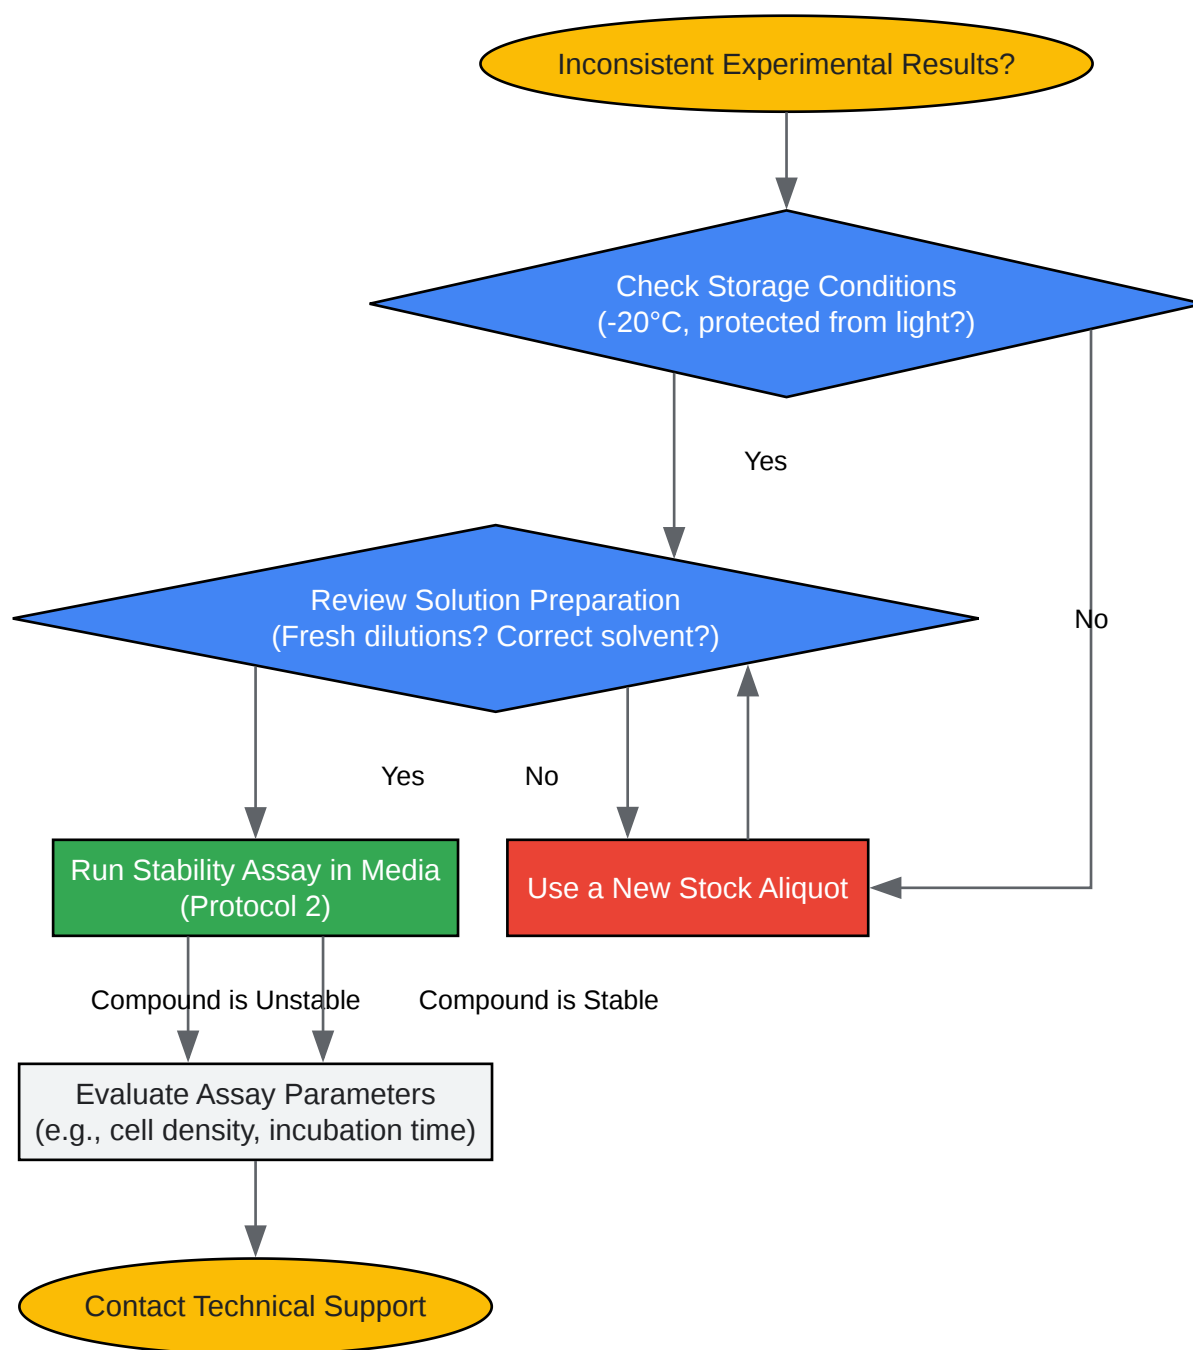 Inconsistent Experimental Results?
Check Storage Conditions
(-20°C, protected from light?)
Yes
Review Solution Preparation
(Fresh dilutions? Correct solvent?)
No
Yes
No
Run Stability Assay in Media
(Protocol 2)
Use a New Stock Aliquot
Compound is Unstable
Compound is Stable
Evaluate Assay Parameters
(e.g., cell density, incubation time)
Contact Technical Support